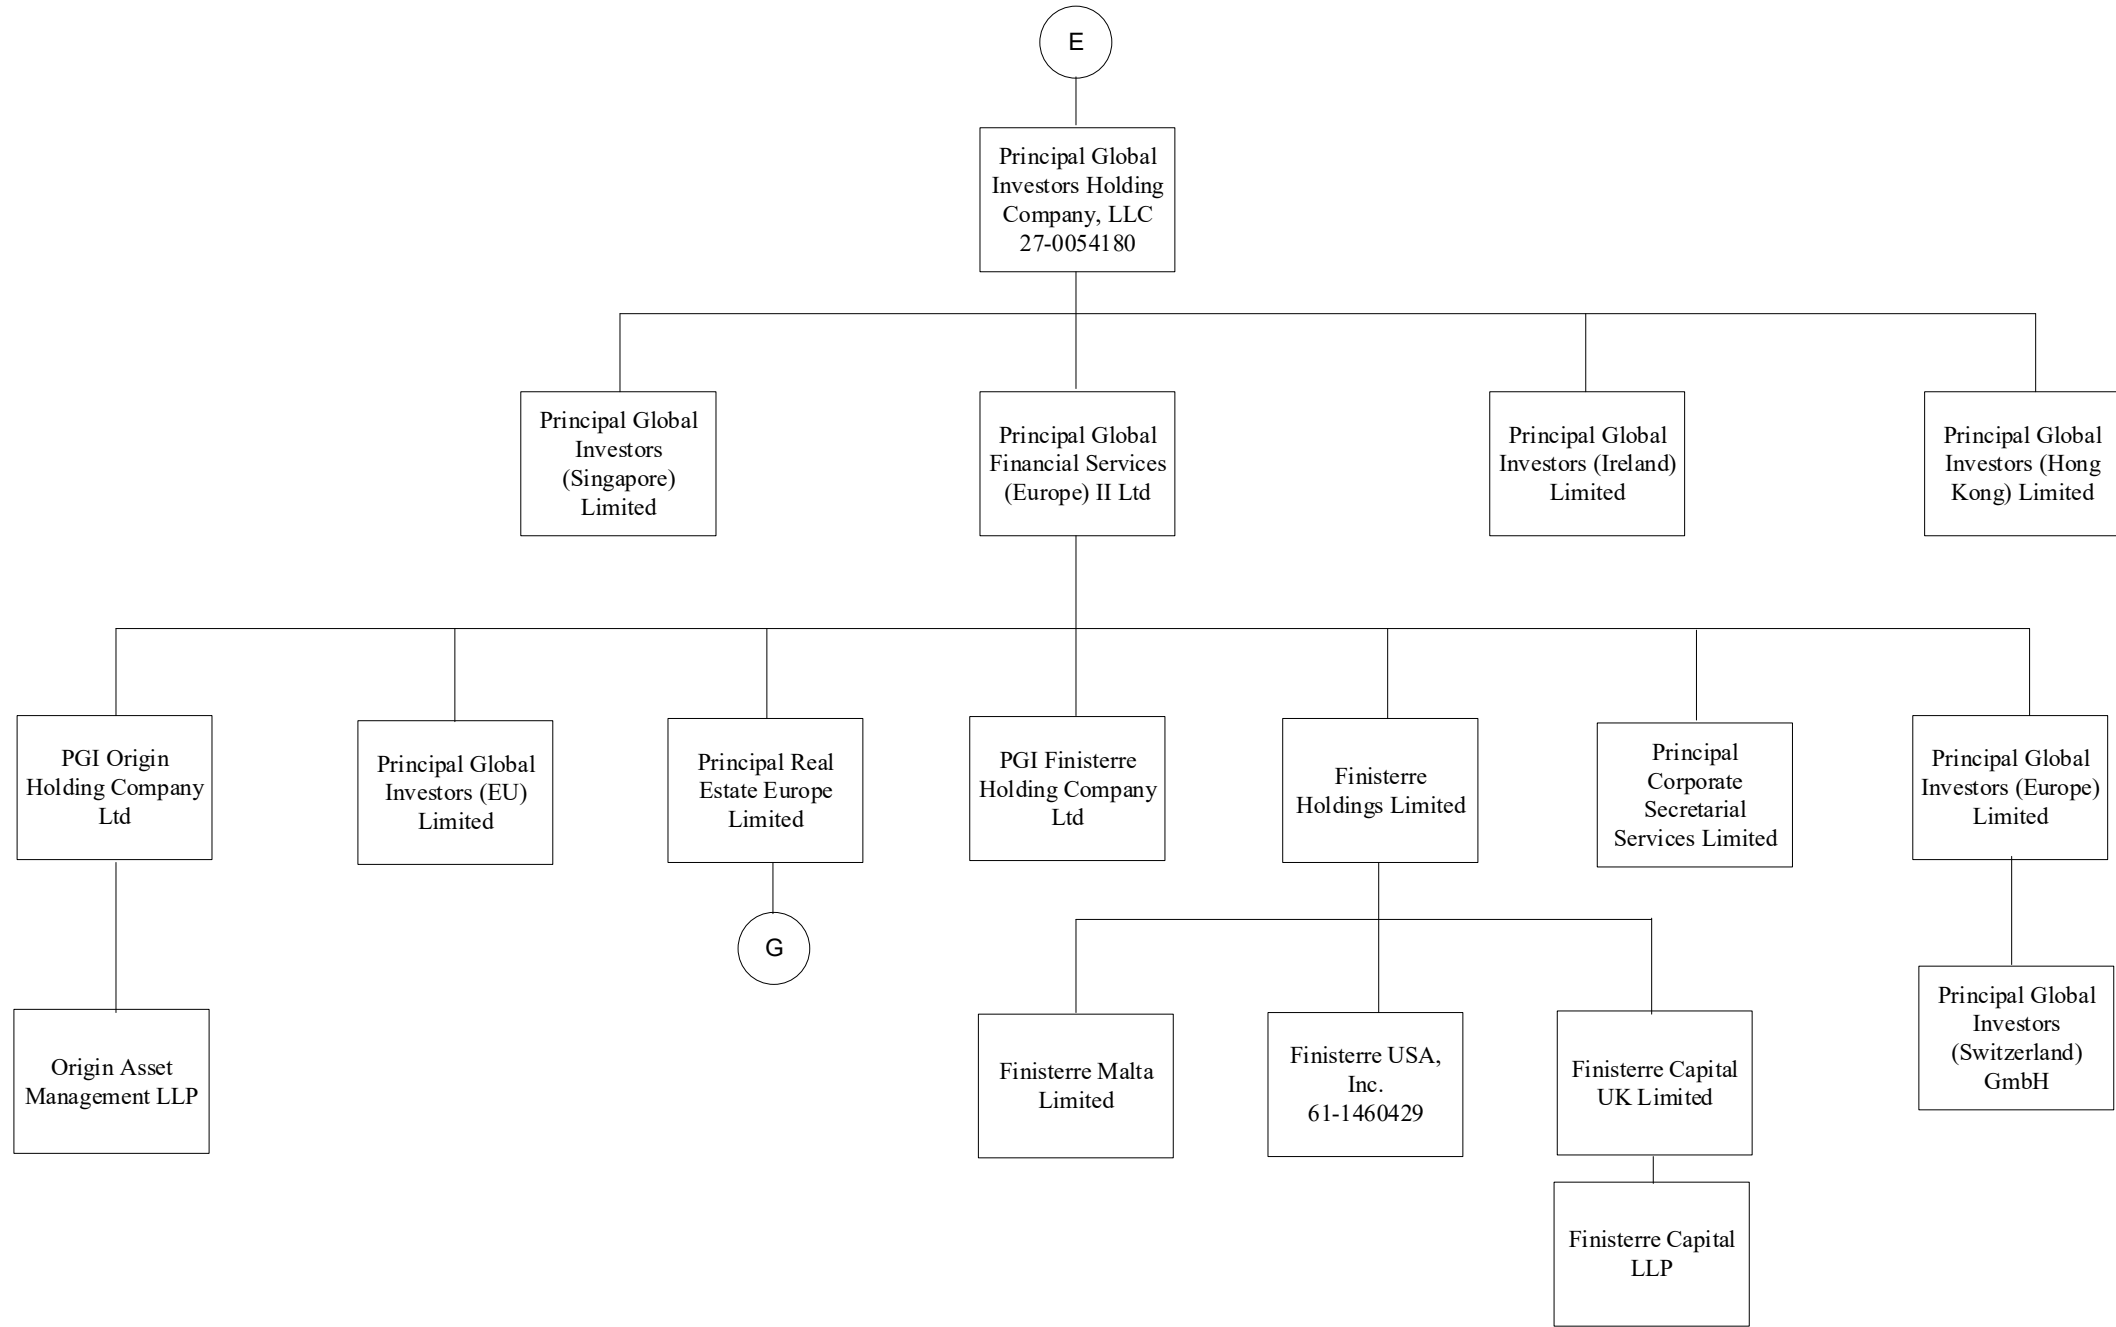 E
Principal Global
Investors Holding
Company, LLC
27-0054180
Principal Global
Investors
(Singapore)
Limited
Principal Global
Financial Services
(Europe) II Ltd
Principal Global
Investors (Ireland)
Limited
Principal Global
Investors (Hong
Kong) Limited
PGI Origin
Holding Company
Ltd
Principal Global
Investors (EU)
Limited
Principal Real
Estate Europe
Limited
PGI Finisterre
Holding Company
Ltd
Finisterre
Holdings Limited
Principal
Corporate
Secretarial
Services Limited
Principal Global
Investors (Europe)
Limited
G
Origin Asset
Management LLP
Finisterre Malta
Limited
Finisterre USA,
Inc.
61-1460429
Finisterre Capital
UK Limited
Principal Global
Investors
(Switzerland)
GmbH
Finisterre Capital
LLP